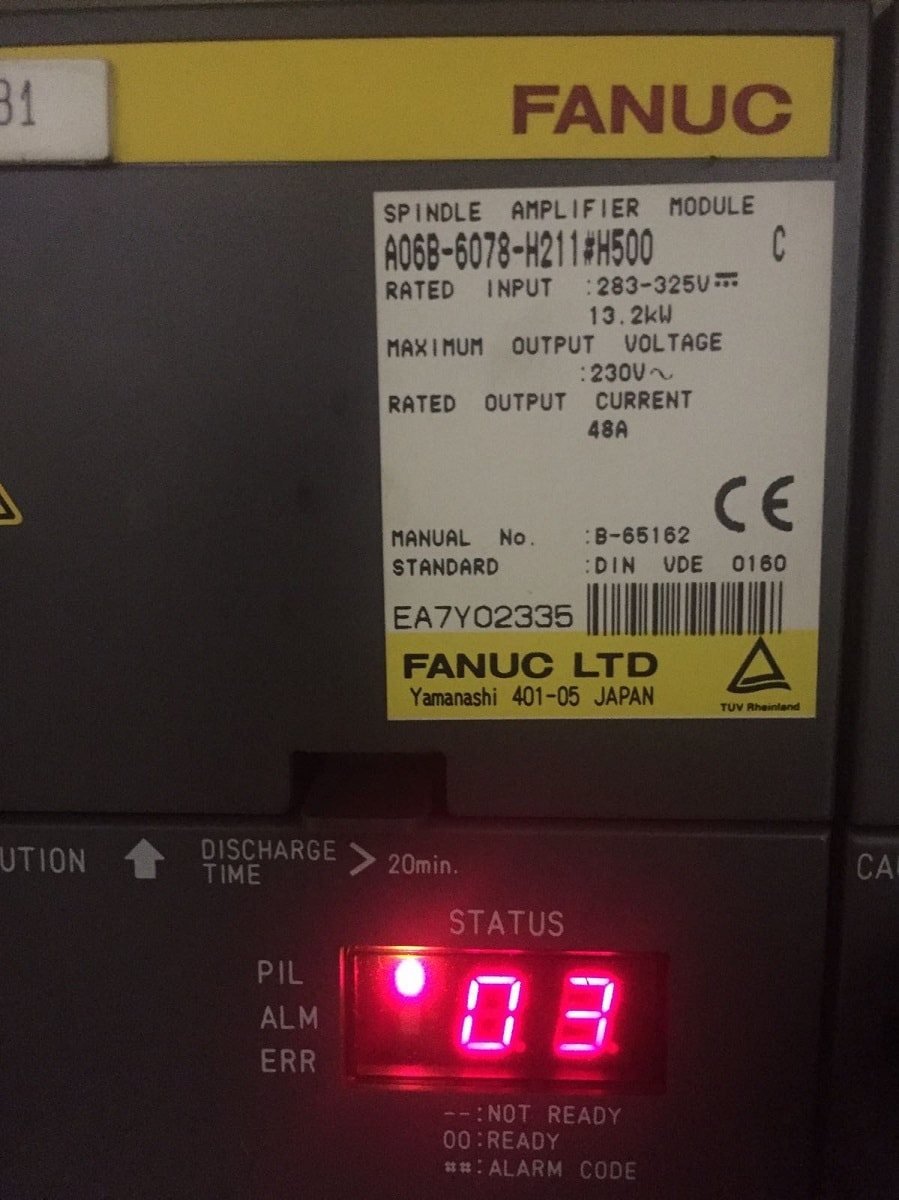 31
FANUC
SPINDLE AMPLIFIER MODULE
A06B-6078-H211#H500 C
RATED INPUT :283-325V
13.2kW
MAXIMUM OUTPUT VOLTAGE
:230V~
RATED OUTPUT CURRENT
48A
CE
MANUAL No. :B-65162
STANDARD :DIN VDE 0160
EA7Y02335
FANUC LTD
Yamanashi 401-05 JAPAN
TUV Rheinland
UTION
DISCHARGE TIME > 20min.
CA
STATUS
PIL
ALM
ERR
03
--:NOT READY
00:READY
##:ALARM CODE